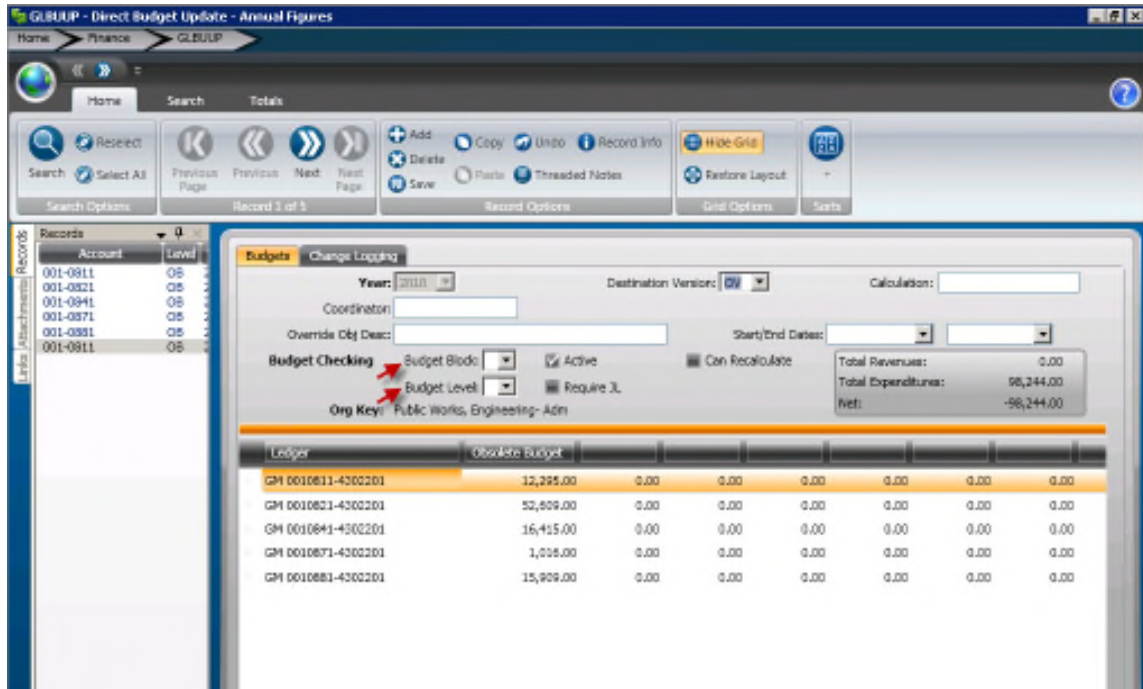 GLBUUP - Direct Budget Update - Annual Figures
Home Finance GLBUUP
Home Search Totals
Search Reselect Select All Previous Page Previous Next Next Page Add Delete Save Copy Undo Record Info Paste Threaded Notes Hide Grid Restore Layout
Search Options Record 1 of 5 Record Options Grid Options Sorts
Records Attachments Links
Records
Account Level
001-0811 OB
001-0821 OB
001-0841 OB
001-0871 OB
001-0881 OB
001-0811 OB
Budgets Change Logging
Year: 2010 Destination Version: OV Calculation:
Coordinator:
Override Obj Desc: Start/End Dates:
Budget Checking Budget Block: Active Can Recalculate Total Revenues: 0.00
Budget Level: Require JL Total Expenditures: 98,244.00
Org Key: Public Works, Engineering- Adm Net: -98,244.00
Ledger Obsolete Budget
GM 0010811-4302201 12,295.00 0.00 0.00 0.00 0.00 0.00 0.00
GM 0010821-4302201 52,609.00 0.00 0.00 0.00 0.00 0.00 0.00
GM 0010841-4302201 16,415.00 0.00 0.00 0.00 0.00 0.00 0.00
GM 0010871-4302201 1,016.00 0.00 0.00 0.00 0.00 0.00 0.00
GM 0010881-4302201 15,909.00 0.00 0.00 0.00 0.00 0.00 0.00